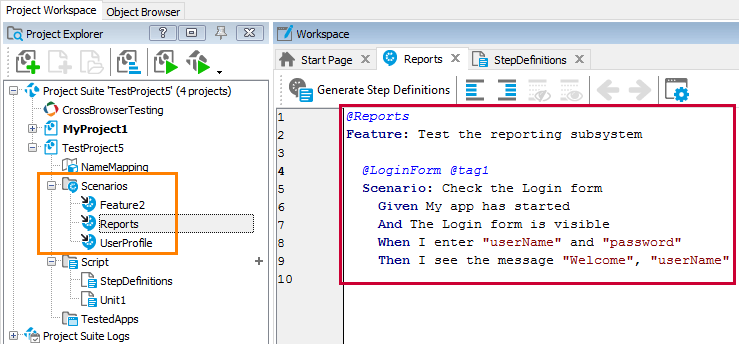 Project Workspace
Object Browser
Project Explorer
?
Project Suite 'TestProject5' (4 projects)
CrossBrowserTesting
MyProject1
TestProject5
NameMapping
Scenarios
Feature2
Reports
UserProfile
Script
StepDefinitions
Unit1
TestedApps
Project Suite Logs
Workspace
Start Page
Reports
StepDefinitions
Generate Step Definitions
1 @Reports
2 Feature: Test the reporting subsystem
3
4 @LoginForm @tag1
5 Scenario: Check the Login form
6 Given My app has started
7 And The Login form is visible
8 When I enter "userName" and "password"
9 Then I see the message "Welcome", "userName"
10